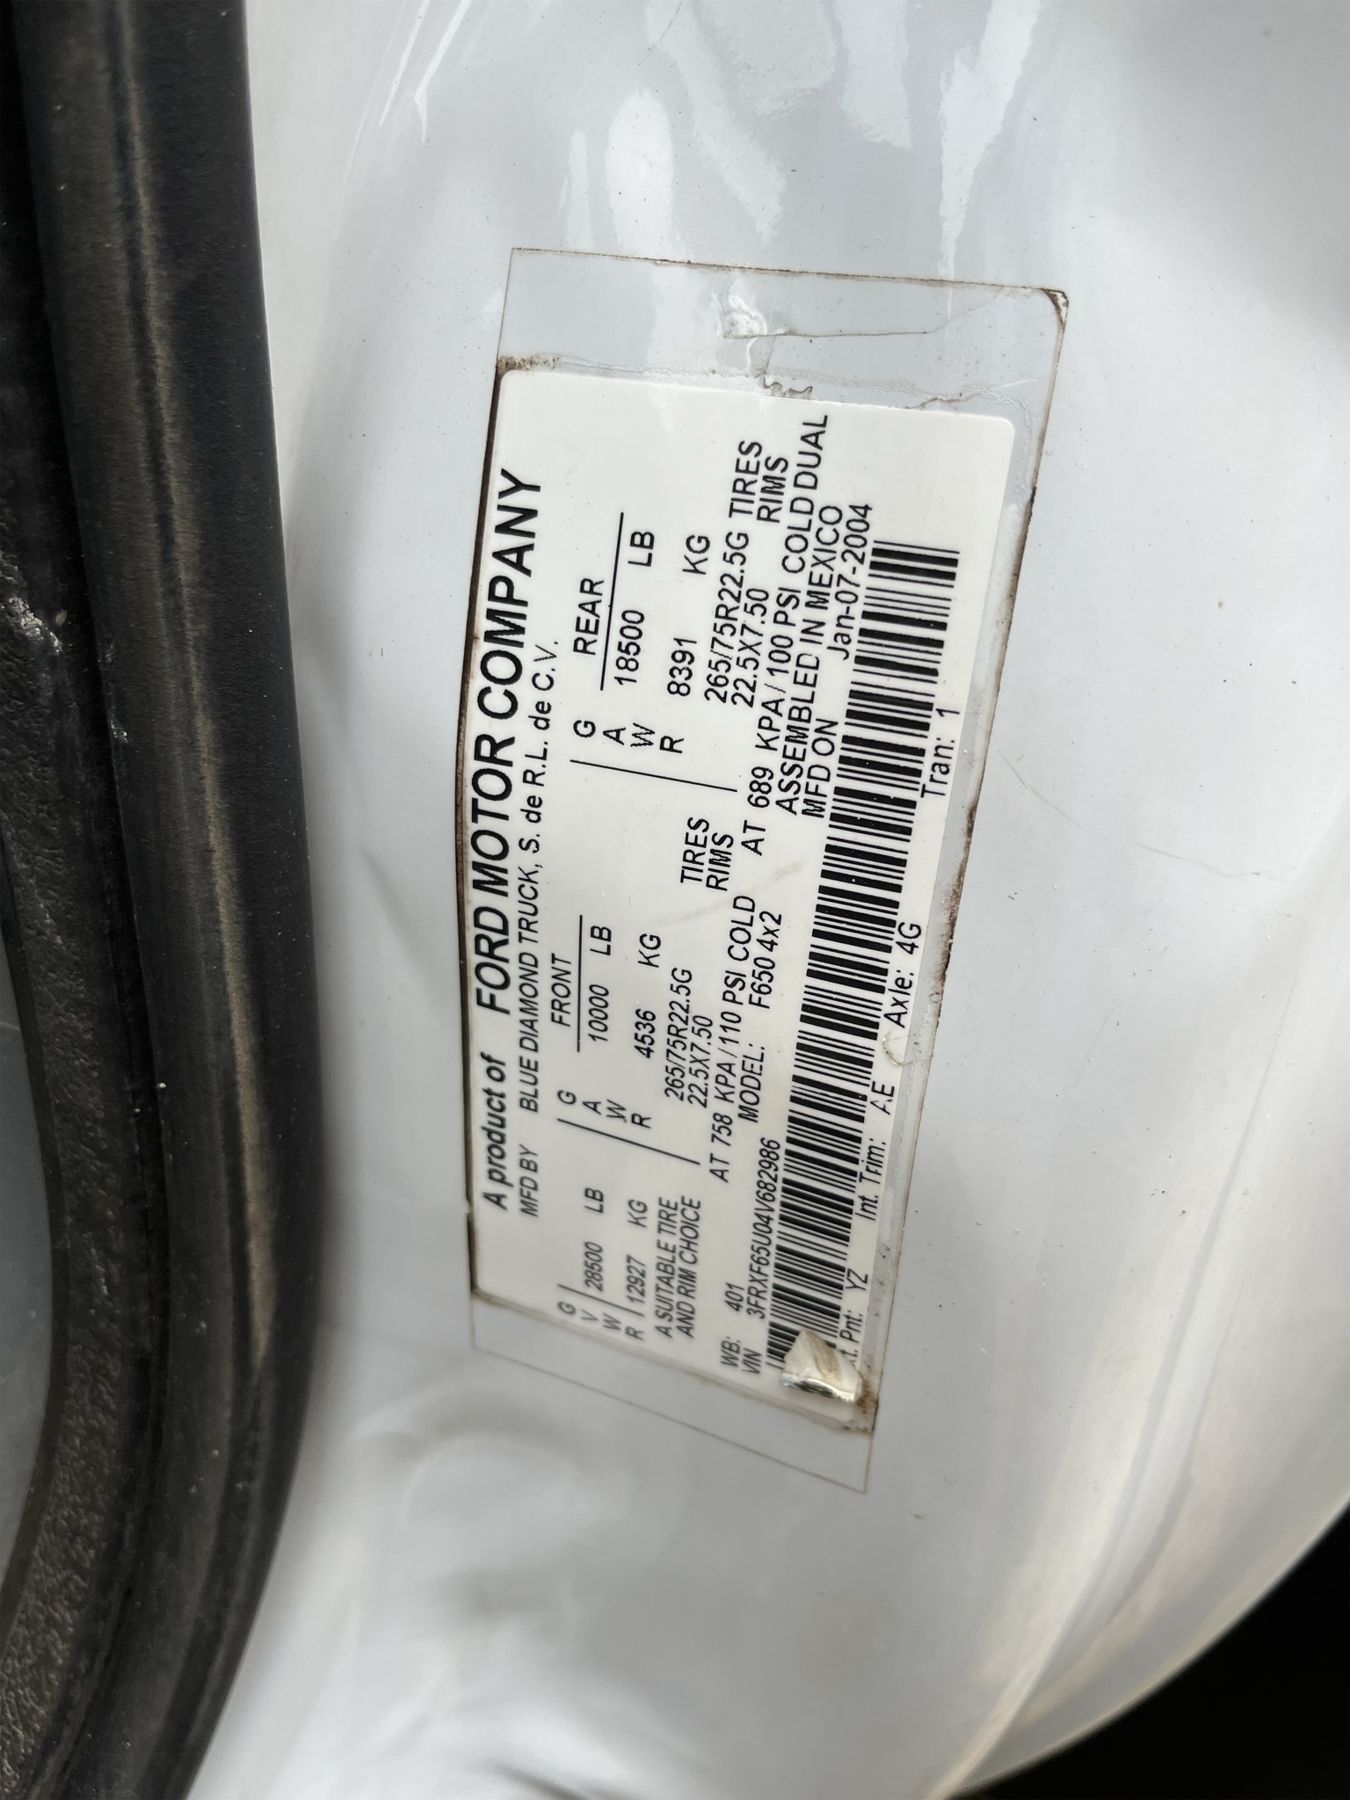 A product of FORD MOTOR COMPANY
MFD BY BLUE DIAMOND TRUCK, S. de R.L. de C.V.
G V W R 28500 LB 12927 KG
G A W R FRONT 10000 LB 4536 KG
G A W R REAR 18500 LB 8391 KG
A SUITABLE TIRE 265/75R22.5G TIRES 265/75R22.5G TIRES
AND RIM CHOICE 22.5X7.50 RIMS 22.5X7.50 RIMS
AT 758 KPA/110 PSI COLD AT 689 KPA/100 PSI COLD DUAL
WB: 401 MODEL: F650 4x2 ASSEMBLED IN MEXICO
VIN 3FRXF65U04V682986 MFD ON Jan-07-2004
t. Pnt: YZ Int. Trim: AE Axle: 4G Tran: 1